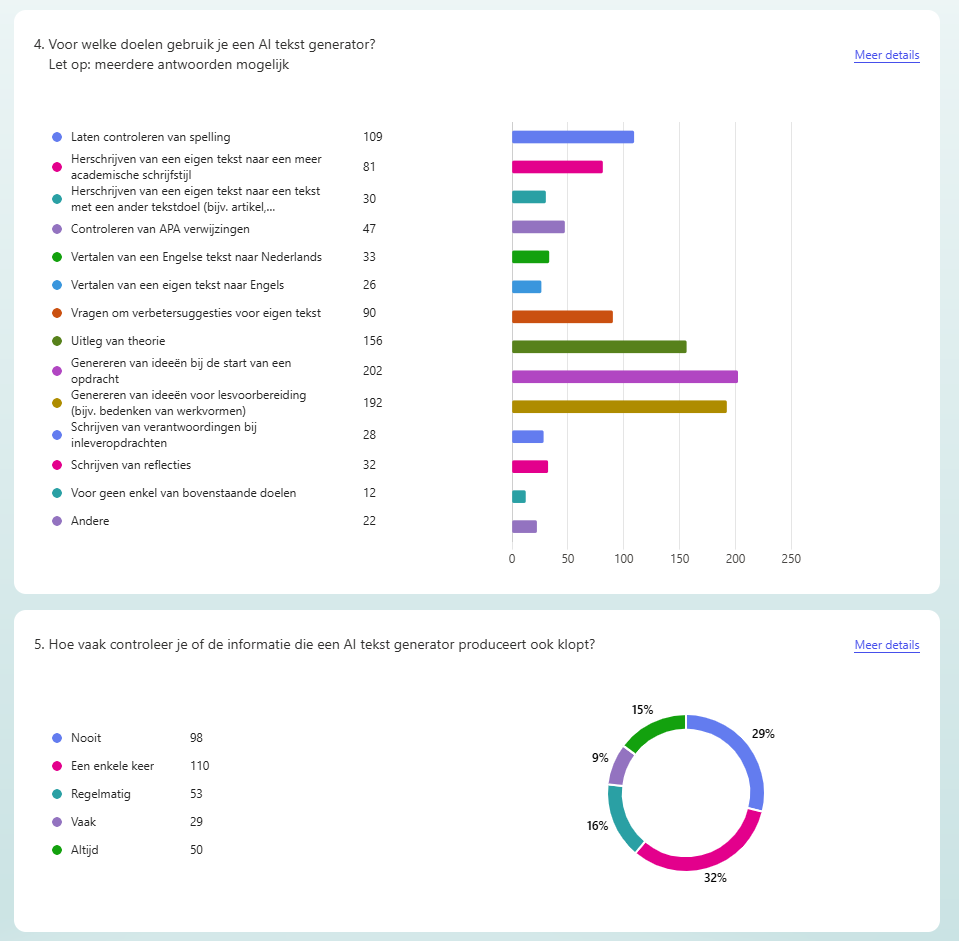 4. Voor welke doelen gebruik je een AI tekst generator?
Let op: meerdere antwoorden mogelijk
Meer details
Laten controleren van spelling 109
Herschrijven van een eigen tekst naar een meer
academische schrijfstijl 81
Herschrijven van een eigen tekst naar een tekst
met een ander tekstdoel (bijv. artikel,... 30
Controleren van APA verwijzingen 47
Vertalen van een Engelse tekst naar Nederlands 33
Vertalen van een eigen tekst naar Engels 26
Vragen om verbetersuggesties voor eigen tekst 90
Uitleg van theorie 156
Genereren van ideeën bij de start van een
opdracht 202
Genereren van ideeën voor lesvoorbereiding
(bijv. bedenken van werkvormen) 192
Schrijven van verantwoordingen bij
inleveropdrachten 28
Schrijven van reflecties 32
Voor geen enkel van bovenstaande doelen 12
Andere 22
0 50 100 150 200 250
5. Hoe vaak controleer je of de informatie die een AI tekst generator produceert ook klopt?
Meer details
Nooit 98
Een enkele keer 110
Regelmatig 53
Vaak 29
Altijd 50
15%
29%
9%
16%
32%